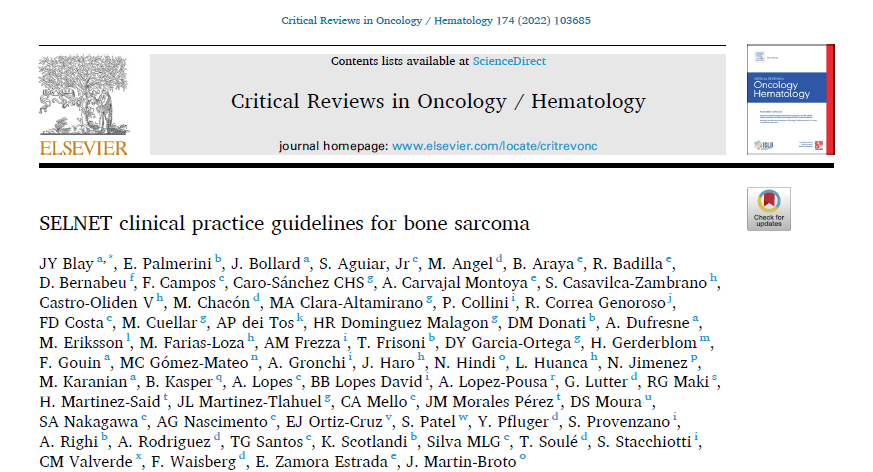 Critical Reviews in Oncology / Hematology 174 (2022) 103685
Contents lists available at ScienceDirect
Critical Reviews in Oncology / Hematology
journal homepage: www.elsevier.com/locate/critrevonc
ELSEVIER
Oncology
Hematology
Check for
updates
SELNET clinical practice guidelines for bone sarcoma
JY Blay a,*, E. Palmerini b, J. Bollard a, S. Aguiar, Jr c, M. Angel d, B. Araya e, R. Badilla e,
D. Bernabeu f, F. Campos c, Caro-Sánchez CHS g, A. Carvajal Montoya e, S. Casavilca-Zambrano h,
Castro-Oliden V h, M. Chacón d, MA Clara-Altamirano g, P. Collini i, R. Correa Genoroso j,
FD Costa c, M. Cuellar g, AP dei Tos k, HR Dominguez Malagon g, DM Donati b, A. Dufresne a,
M. Eriksson l, M. Farias-Loza h, AM Frezza i, T. Frisoni b, DY Garcia-Ortega g, H. Gerderblom m,
F. Gouin a, MC Gómez-Mateo n, A. Gronchi i, J. Haro h, N. Hindi o, L. Huanca h, N. Jimenez p,
M. Karanian a, B. Kasper q, A. Lopes c, BB Lopes David i, A. Lopez-Pousa r, G. Lutter d, RG Maki s,
H. Martinez-Said t, JL Martinez-Tlahuel g, CA Mello c, JM Morales Pérez t, DS Moura u,
SA Nakagawa c, AG Nascimento c, EJ Ortiz-Cruz v, S. Patel w, Y. Pfluger d, S. Provenzano i,
A. Righi b, A. Rodriguez d, TG Santos c, K. Scotlandi b, Silva MLG c, T. Soulé d, S. Stacchiotti i,
CM Valverde x, F. Waisberg d, E. Zamora Estrada e, J. Martin-Broto o